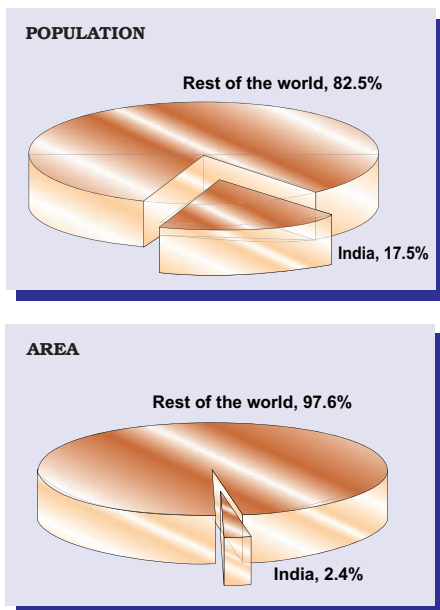 POPULATION
Rest of the world, 82.5%
India, 17.5%
AREA
Rest of the world, 97.6%
India, 2.4%